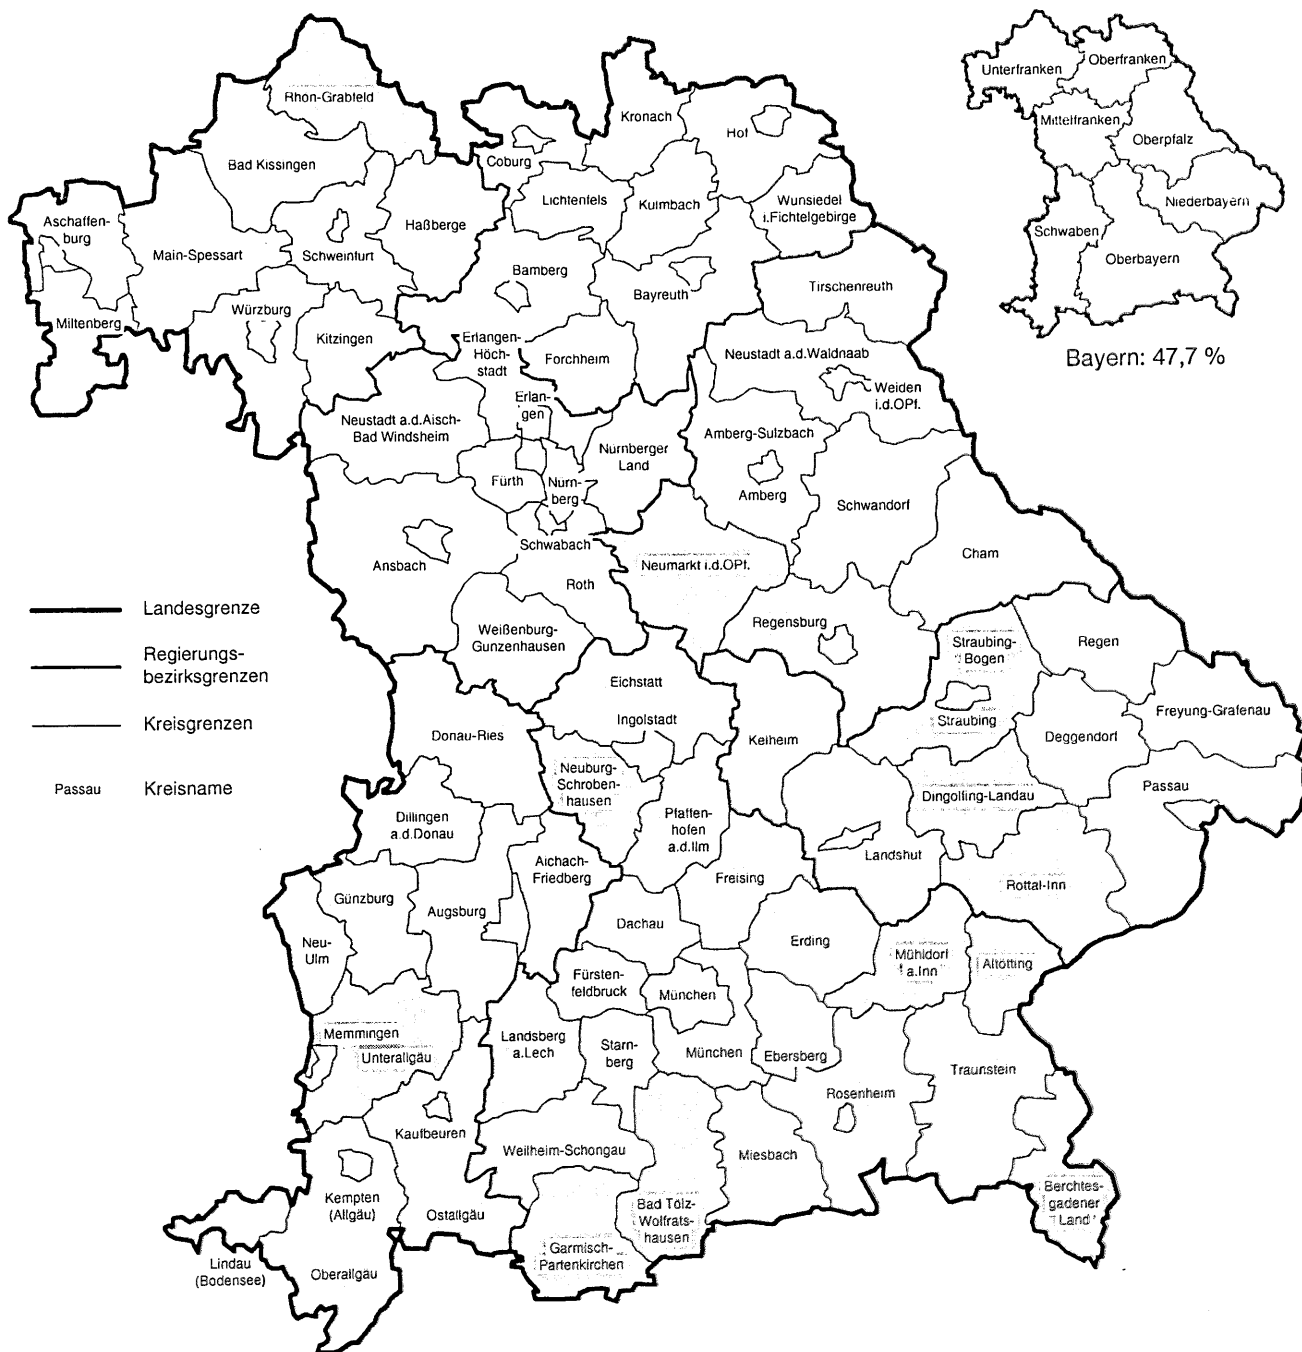 Rhon-Grabfeld
Kronach
Hof
Coburg
Bad Kissingen
Lichtenfels
Kulmbach
Wunsiedel
i.Fichtelgebirge
Aschaffen-
burg
Haßberge
Main-Spessart
Schweinfurt
Bamberg
Bayreuth
Tirschenreuth
Miltenberg
Würzburg
Kitzingen
Erlangen-
Höch-
stadt
Forchheim
Neustadt a.d.Waldnaab
Weiden
i.d.OPf.
Erlan-
gen
Neustadt a.d.Aisch-
Bad Windsheim
Nurnberger
Land
Amberg-Sulzbach
Amberg
Fürth
Nürn-
berg
Schwandorf
Schwabach
Ansbach
Neumarkt i.d.OPf.
Cham
Roth
Weißenburg-
Gunzenhausen
Regensburg
Straubing-
Bogen
Regen
Straubing
Eichstatt
Ingolstadt
Donau-Ries
Kelheim
Deggendorf
Freyung-Grafenau
Neuburg-
Schroben-
hausen
Dingolfing-Landau
Passau
Dillingen
a.d.Donau
Pfaffen-
hofen
a.d.Ilm
Landshut
Aichach-
Friedberg
Freising
Rottal-Inn
Günzburg
Augsburg
Dachau
Erding
Neu-
Ulm
Mühldorf
a.Inn
Altötting
Fürsten-
feldbruck
München
Memmingen
Unterallgäu
Landsberg
a.Lech
Starn-
berg
München
Ebersberg
Traunstein
Rosenheim
Kaufbeuren
Weilheim-Schongau
Miesbach
Kempten
(Allgäu)
Ostallgäu
Bad Tölz-
Wolfrats-
hausen
Berchtes-
gadener
Land
Garmisch-
Partenkirchen
Lindau
(Bodensee)
Oberallgäu
Unterfranken
Oberfranken
Mittelfranken
Oberpfalz
Niederbayern
Schwaben
Oberbayern
Bayern: 47,7 %
Landesgrenze
Regierungs-
bezirksgrenzen
Kreisgrenzen
Passau Kreisname